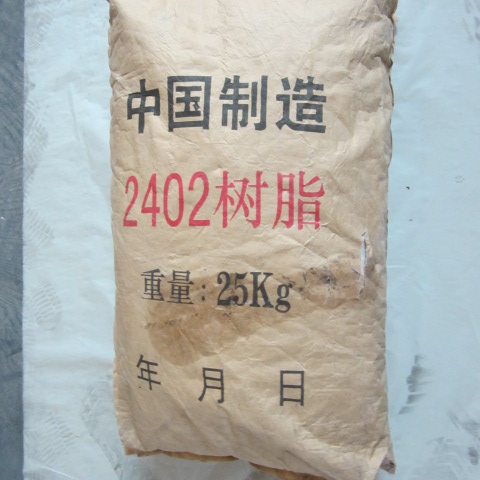 中国制造
2402树脂
重量:25Kg
年 月 日